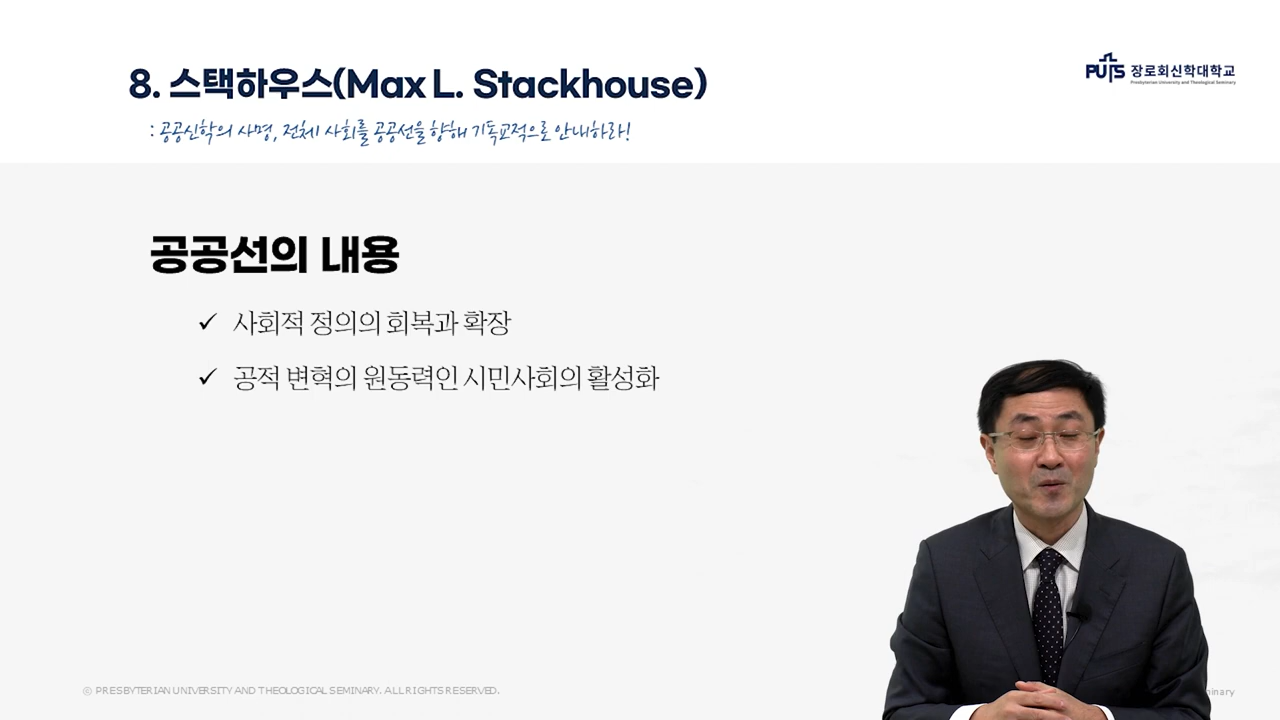 8. 스택하우스(Max L. Stackhouse)
: 공공신학의 사명, 전체 사회를 공공선을 향해 기독교적으로 안내하라!
PUTS 장로회신학대학교
Presbyterian University and Theological Seminary
공공선의 내용
✓ 사회적 정의의 회복과 확장
✓ 공적 변혁의 원동력인 시민사회의 활성화
© PRESBYTERIAN UNIVERSITY AND THEOLOGICAL SEMINARY. ALL RIGHTS RESERVED.